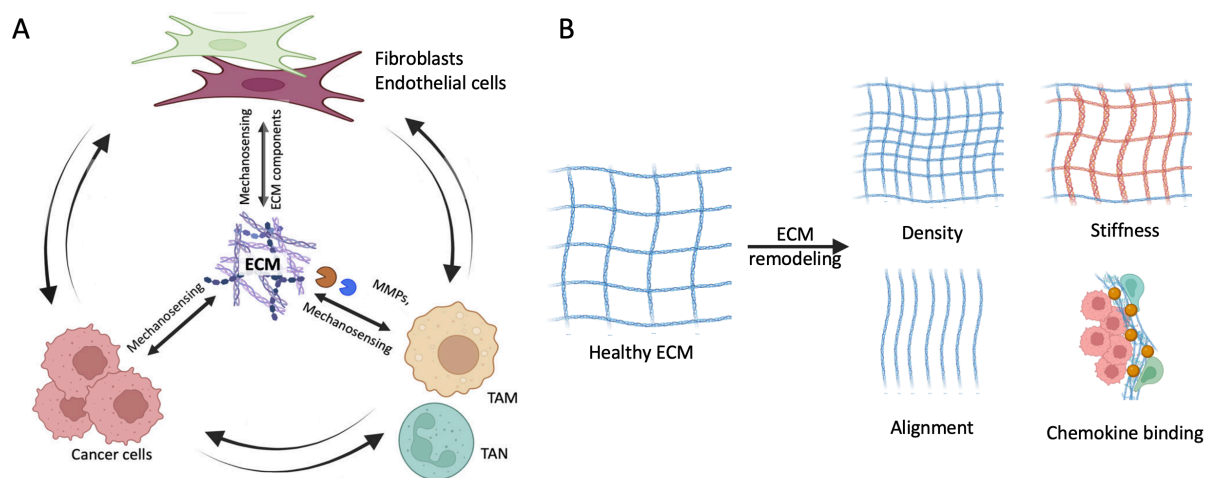 A
Fibroblasts
Endothelial cells
Mechanosensing
ECM components
ECM
MMPs,
Mechanosensing
Mechanosensing
TAM
Cancer cells
TAN
B
Healthy ECM
ECM
remodeling
Density
Stiffness
Alignment
Chemokine binding